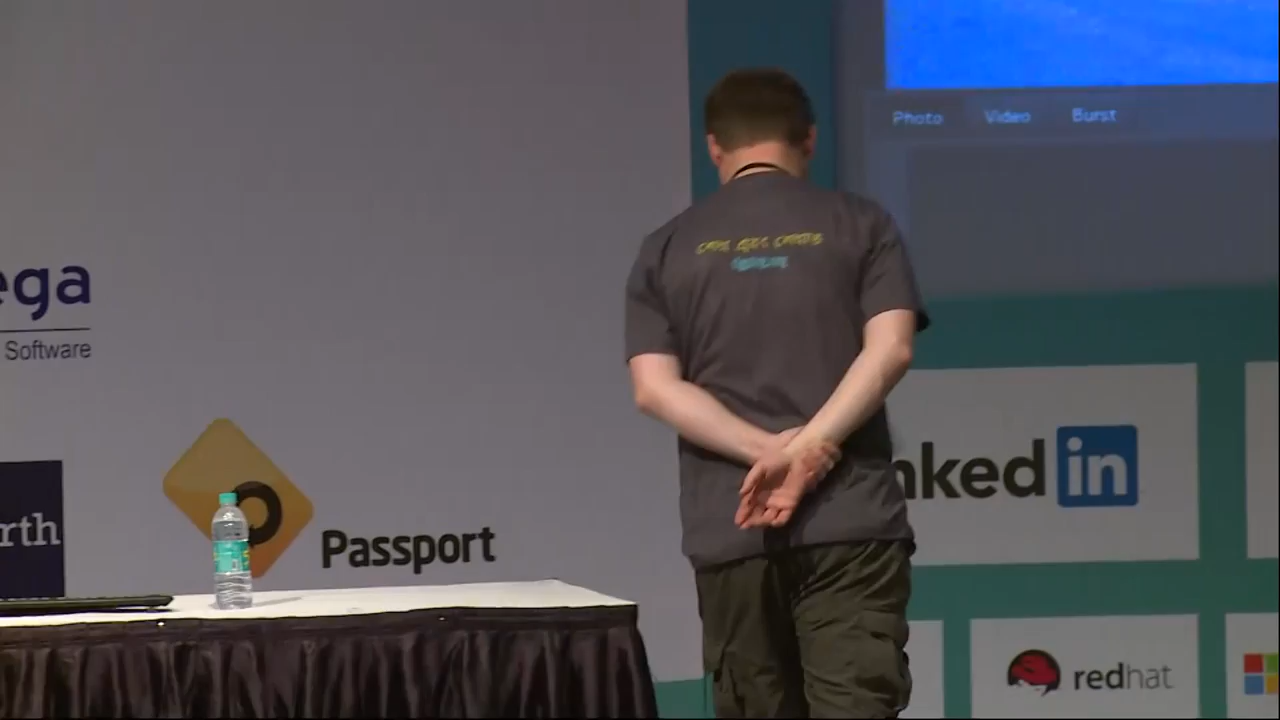 Photo Video Burst
ega
Software
nked in
rth
Passport
redhat